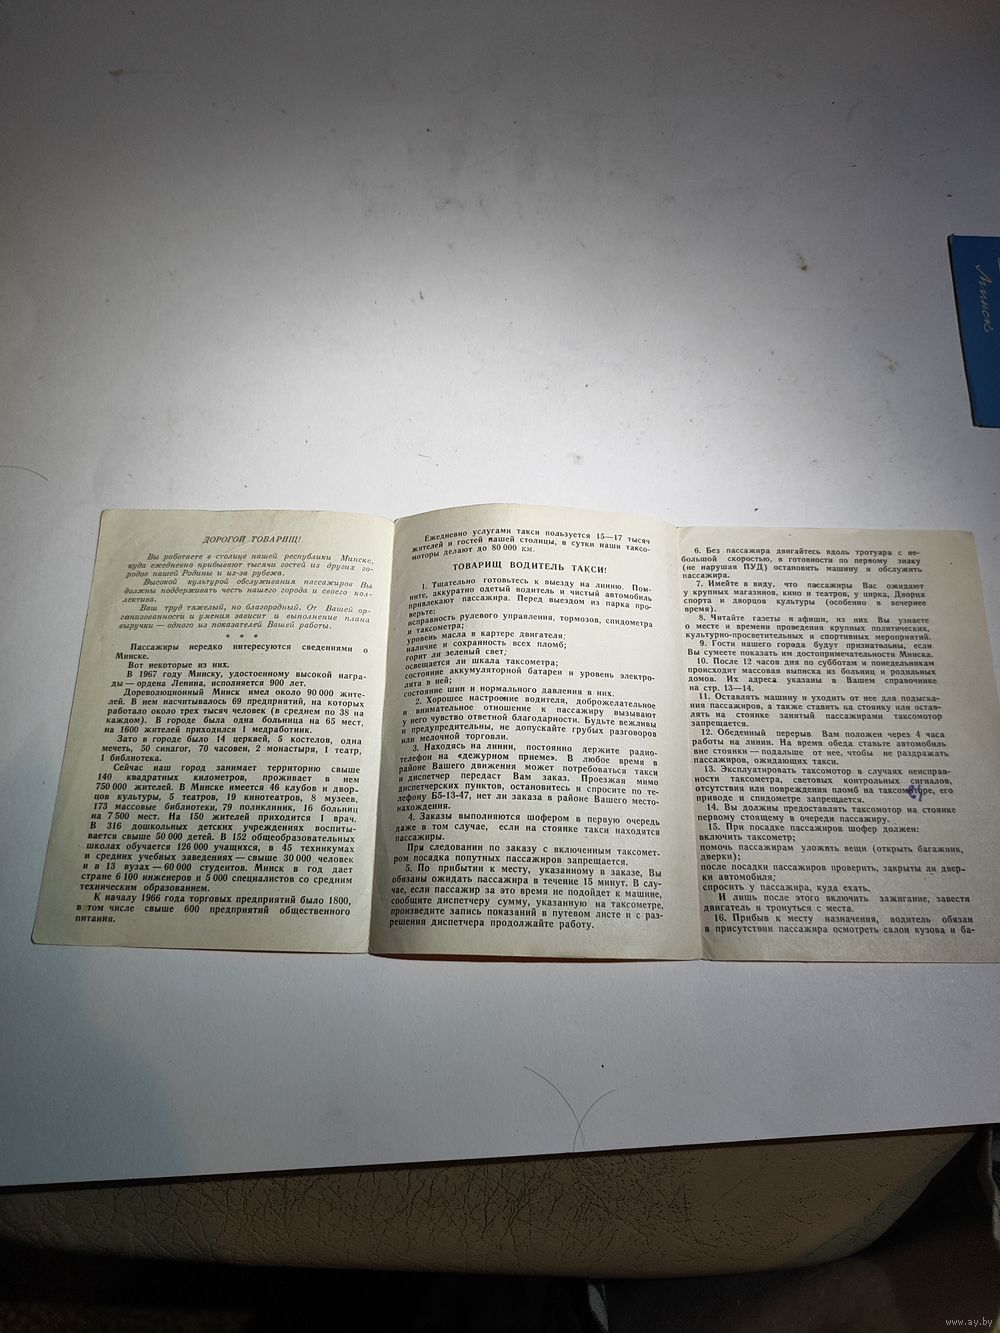 Минск
ДОРОГОЙ ТОВАРИЩ!
Вы работаете в столице нашей республики Минске,
куда ежедневно прибывают тысячи гостей из других го-
родов нашей Родины и из-за рубежа.
Высокой культурой обслуживания пассажиров Вы
должны поддерживать честь нашего города и своего кол-
лектива.
Ваш труд тяжелый, но благородный. От Вашей ор-
ганизованности и умения зависит и выполнение плана
выручки — одного из показателей Вашей работы.
* * *
Пассажиры нередко интересуются сведениями о
Минске.
Вот некоторые из них.
В 1967 году Минску, удостоенному высокой награ-
ды — ордена Ленина, исполняется 900 лет.
Дореволюционный Минск имел около 90 000 жите-
лей. В нем насчитывалось 69 предприятий, на которых
работало около трех тысяч человек (в среднем по 38 на
каждом). В городе была одна больница на 65 мест,
на 1600 жителей приходился 1 медработник.
Зато в городе было 14 церквей, 5 костелов, одна
мечеть, 50 синагог, 70 часовен, 2 монастыря, 1 театр,
1 библиотека.
Сейчас наш город занимает территорию свыше
140 квадратных километров, проживает в нем
750 000 жителей. В Минске имеется 46 клубов и двор-
цов культуры, 5 театров, 19 кинотеатров, 8 музеев,
173 массовые библиотеки, 79 поликлиник, 16 больниц
на 7 500 мест. На 150 жителей приходится 1 врач.
В 316 дошкольных детских учреждениях воспиты-
вается свыше 50 000 детей. В 152 общеобразовательных
школах обучается 126 000 учащихся, в 45 техникумах
и средних учебных заведениях — свыше 30 000 человек
и в 13 вузах — 60 000 студентов. Минск в год дает
стране 6 100 инженеров и 5 000 специалистов со средним
техническим образованием.
К началу 1966 года торговых предприятий было 1800,
в том числе свыше 600 предприятий общественного
питания.
Ежедневно услугами такси пользуется 15—17 тысяч
жителей и гостей нашей столицы, в сутки наши таксо-
моторы делают до 80 000 км.
ТОВАРИЩ ВОДИТЕЛЬ ТАКСИ!
1. Тщательно готовьтесь к выезду на линию. Пом-
ните, аккуратно одетый водитель и чистый автомобиль
привлекают пассажира. Перед выездом из парка про-
верьте:
исправность рулевого управления, тормозов, спидометра
и таксометра;
уровень масла в картере двигателя;
наличие и сохранность всех пломб;
горит ли зеленый свет;
освещается ли шкала таксометра;
состояние аккумуляторной батареи и уровень электро-
лита в ней;
состояние шин и нормального давления в них.
2. Хорошее настроение водителя, доброжелательное
и внимательное отношение к пассажиру вызывают
у него чувство ответной благодарности. Будьте вежливы
и предупредительны, не допускайте грубых разговоров
или мелочной торговли.
3. Находясь на линии, постоянно держите радио-
телефон на «дежурном приеме». В любое время в
районе Вашего движения может потребоваться такси
и диспетчер передаст Вам заказ. Проезжая мимо
диспетчерских пунктов, остановитесь и спросите по те-
лефону Б5-13-47, нет ли заказа в районе Вашего место-
нахождения.
4. Заказы выполняются шофером в первую очередь
даже в том случае, если на стоянке такси находятся
пассажиры.
При следовании по заказу с включенным таксомет-
ром посадка попутных пассажиров запрещается.
5. По прибытии к месту, указанному в заказе, Вы
обязаны ожидать пассажира в течение 15 минут. В слу-
чае, если пассажир за это время не подойдет к машине,
сообщите диспетчеру сумму, указанную на таксометре,
произведите запись показаний в путевом листе и с раз-
решения диспетчера продолжайте работу.
6. Без пассажира двигайтесь вдоль тротуара с не-
большой скоростью, в готовности по первому знаку
(не нарушая ПУД) остановить машину и обслужить
пассажира.
7. Имейте в виду, что пассажиры Вас ожидают
у крупных магазинов, кино и театров, у цирка, Дворца
спорта и дворцов культуры (особенно в вечернее
время).
8. Читайте газеты и афиши, из них Вы узнаете
о месте и времени проведения крупных политических,
культурно-просветительных и спортивных мероприятий.
9. Гости нашего города будут признательны, если
Вы сумеете показать им достопримечательности Минска.
10. После 12 часов дня по субботам и понедельникам
происходит массовая выписка из больниц и родильных
домов. Их адреса указаны в Вашем справочнике
на стр. 13—14.
11. Оставлять машину и уходить от нее для подыска-
ния пассажиров, а также ставить на стоянку или остав-
лять на стоянке занятый пассажирами таксомотор
запрещается.
12. Обеденный перерыв Вам положен через 4 часа
работы на линии. На время обеда ставьте автомобиль
вне стоянки — подальше от нее, чтобы не раздражать
пассажиров, ожидающих такси.
13. Эксплуатировать таксомотор в случаях неисправ-
ности таксометра, световых контрольных сигналов,
отсутствия или повреждения пломб на таксометре, его
приводе и спидометре запрещается.
14. Вы должны предоставлять таксомотор на стоянке
первому стоящему в очереди пассажиру.
15. При посадке пассажиров шофер должен:
включить таксометр;
помочь пассажирам уложить вещи (открыть багажник,
дверки);
после посадки пассажиров проверить, закрыты ли двер-
ки автомобиля;
спросить у пассажира, куда ехать.
И лишь после этого включить зажигание, завести
двигатель и тронуться с места.
16. Прибыв к месту назначения, водитель обязан
в присутствии пассажира осмотреть салон кузова и ба-
www.ay.by